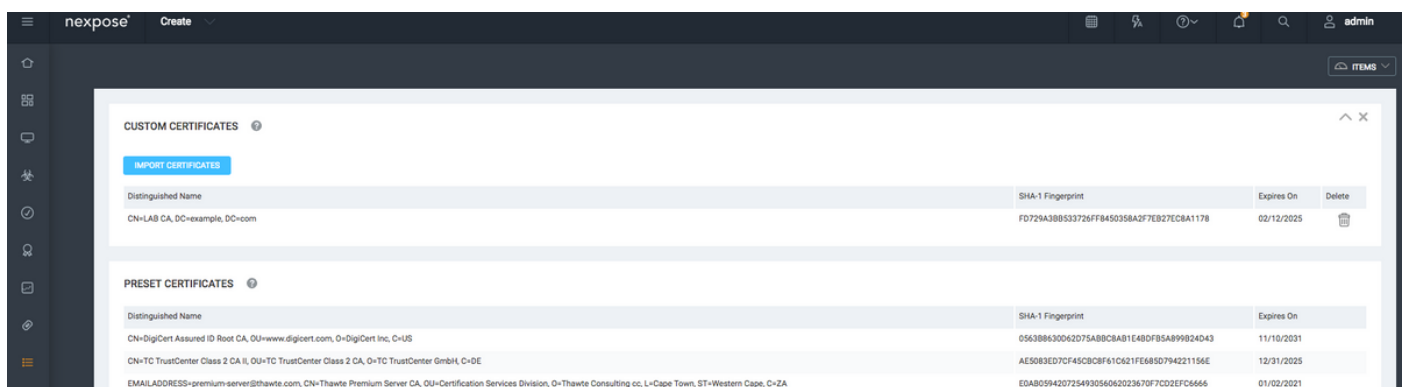 nexpose® Create admin
ITEMS
CUSTOM CERTIFICATES ?
IMPORT CERTIFICATES
Distinguished Name SHA-1 Fingerprint Expires On Delete
CN=LAB CA, DC=example, DC=com FD729A3BB533726FFB450358A2F7EB27EC8A1178 02/12/2025
PRESET CERTIFICATES ?
Distinguished Name SHA-1 Fingerprint Expires On
CN=DigiCert Assured ID Root CA, OU=www.digicert.com, O=DigiCert Inc, C=US 0563B8630D62D75ABBC8AB1E4BDFB5A899B24D43 11/10/2031
CN=TC TrustCenter Class 2 CA II, OU=TC TrustCenter Class 2 CA, O=TC TrustCenter GmbH, C=DE AE5083ED7CF45CBC8F61C621FE685D794221156E 12/31/2025
EMAILADDRESS=premium-server@thawte.com, CN=Thawte Premium Server CA, OU=Certification Services Division, O=Thawte Consulting cc, L=Cape Town, ST=Western Cape, C=ZA E0AB059420725493056062023670F7CD2EFC6666 01/02/2021